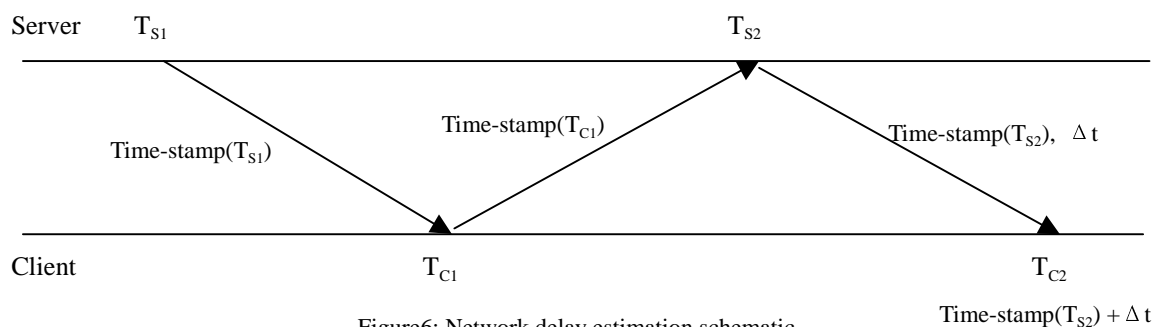 Server T_S1 T_S2
Time-stamp(T_C1)
Time-stamp(T_S2), Δt
Time-stamp(T_S1)
Client T_C1 T_C2
Time-stamp(T_S2) + Δt
Figure6: Network delay estimation schematic